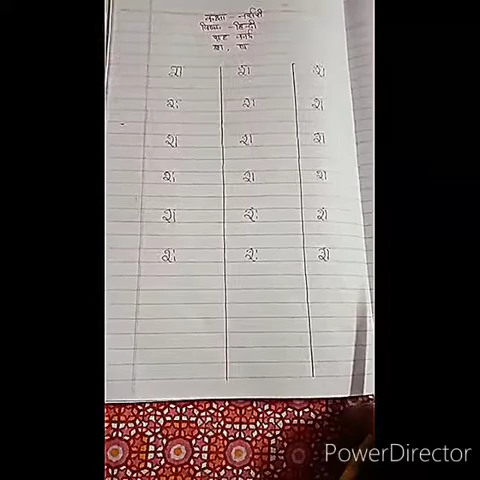 कक्षा - नर्सरी
विषय - हिन्दी
पाठ
श श शं
शः श श
श श श
शः श श
श शः शं
शः शः श
PowerDirector